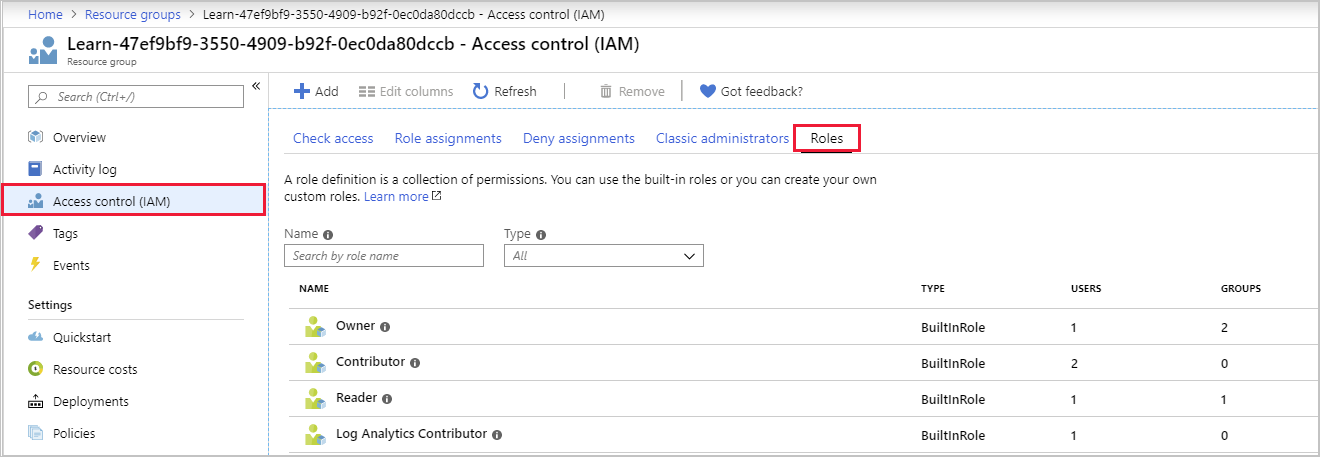 Home > Resource groups > Learn-47ef9bf9-3550-4909-b92f-0ec0da80dccb - Access control (IAM)
Learn-47ef9bf9-3550-4909-b92f-0ec0da80dccb - Access control (IAM)
Resource group
Search (Ctrl+/)
«
Overview
Activity log
Access control (IAM)
Tags
Events
Settings
Quickstart
Resource costs
Deployments
Policies
Add Edit columns Refresh Remove Got feedback?
Check access Role assignments Deny assignments Classic administrators Roles
A role definition is a collection of permissions. You can use the built-in roles or you can create your own
custom roles. Learn more
Name Type
Search by role name All
NAME TYPE USERS GROUPS
Owner BuiltInRole 1 2
Contributor BuiltInRole 2 0
Reader BuiltInRole 1 1
Log Analytics Contributor BuiltInRole 1 0